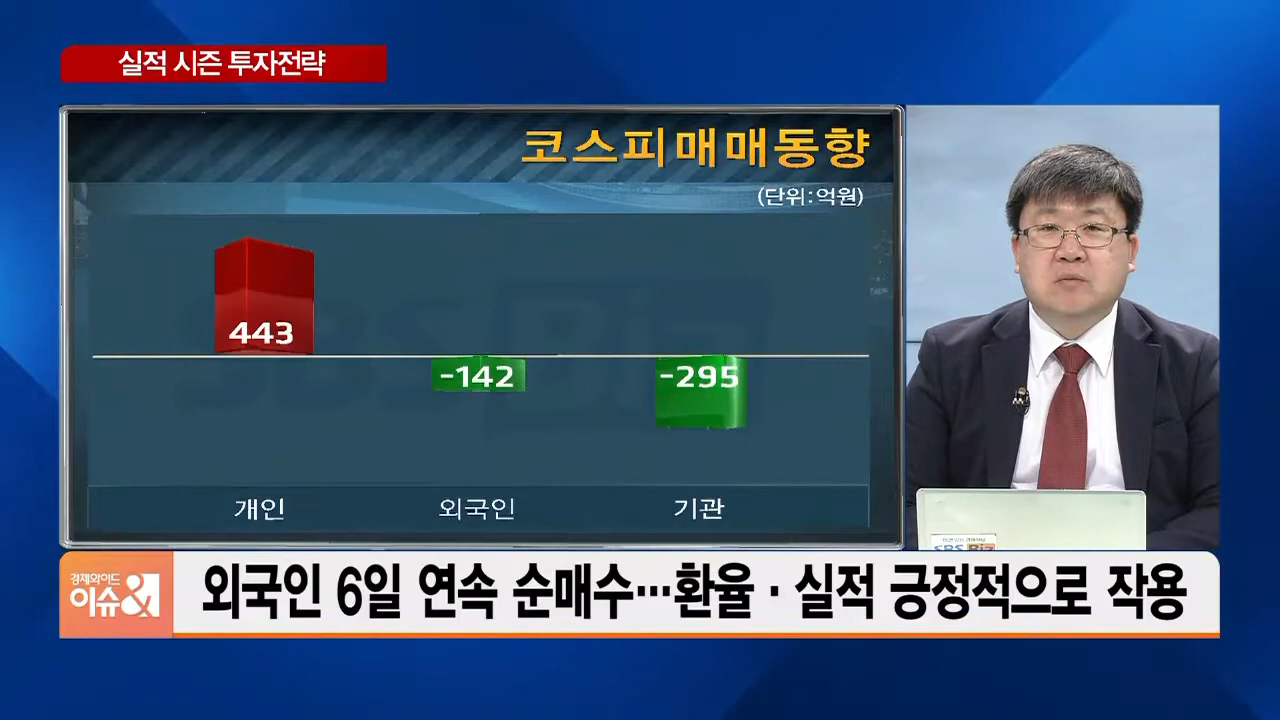 실적 시즌 투자전략
코스피매매동향
(단위:억원)
443
-142
-295
개인
외국인
기관
SBS Biz
경제와이드
이슈&
외국인 6일 연속 순매수···환율·실적 긍정적으로 작용